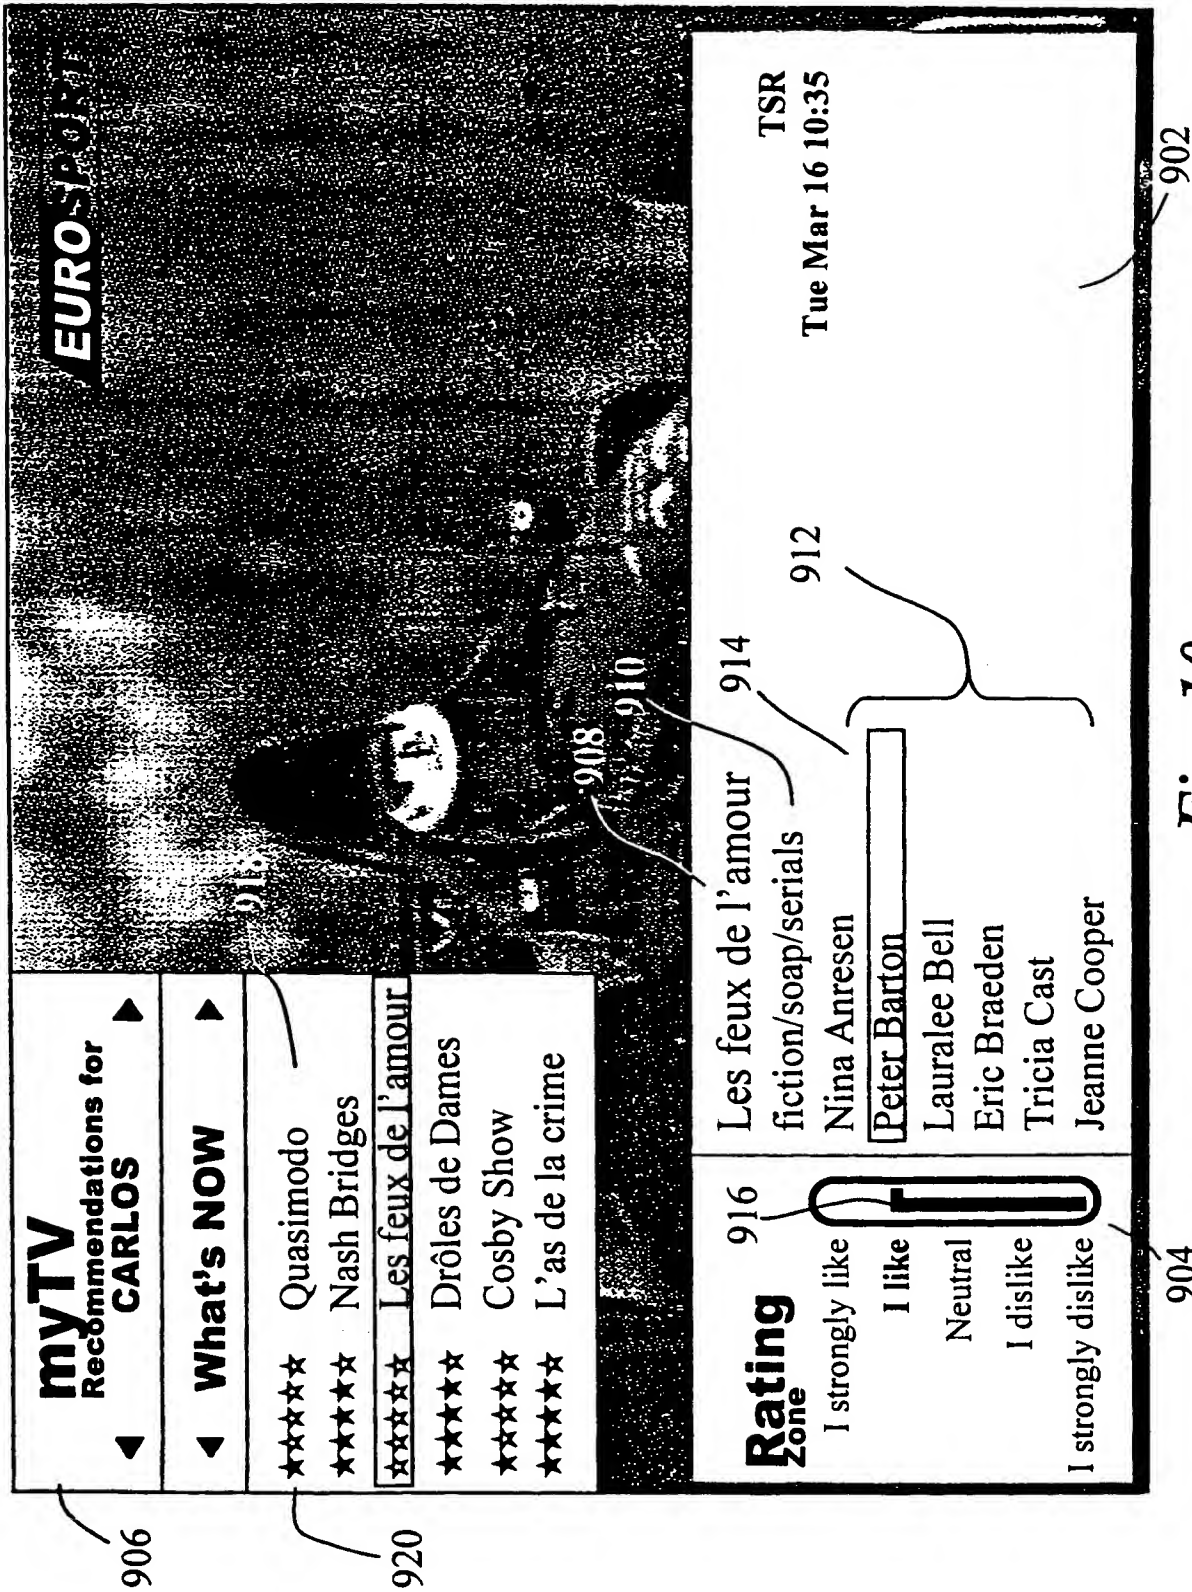 906
myTV
Recommendations for
CARLOS
What's NOW
918
920
★★★★★ Quasimodo
★★★★★ Nash Bridges
★★★★★ Les feux de l'amour
★★★★★ Drôles de Dames
★★★★★ Cosby Show
★★★★★ L'as de la crime
EUROSPORT
908
910
914
912
916
Rating
Zone
I strongly like
I like
Neutral
I dislike
I strongly dislike
904
Les feux de l'amour
fiction/soap/serials
Nina Anresen
Peter Barton
Lauralee Bell
Eric Braeden
Tricia Cast
Jeanne Cooper
TSR
Tue Mar 16 10:35
902